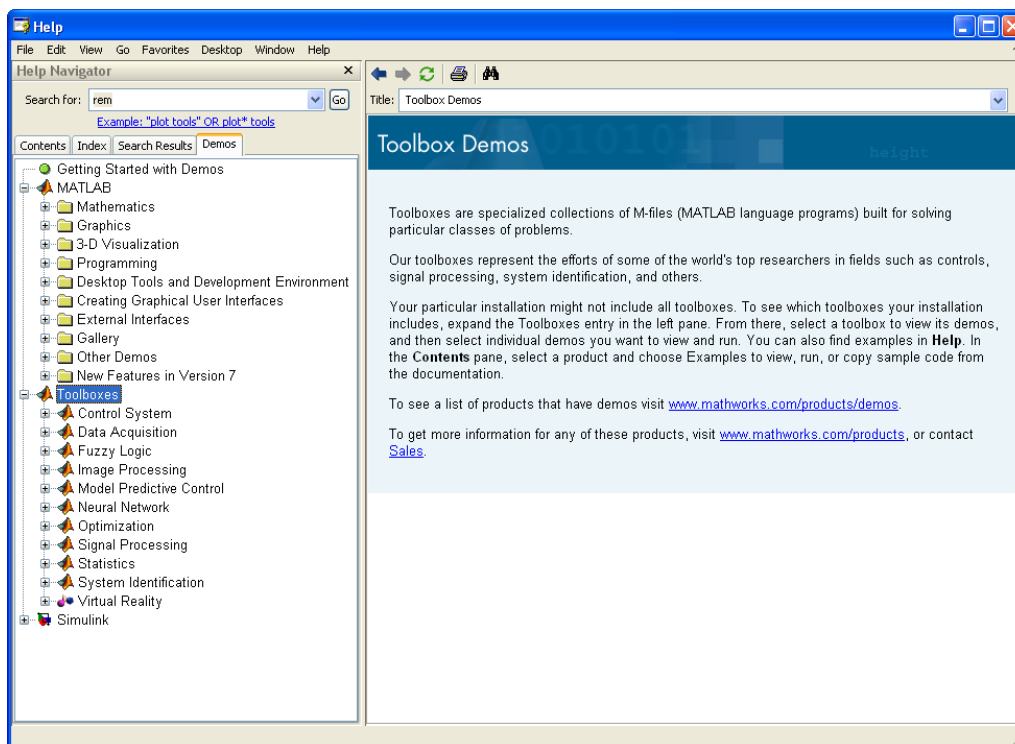 Help
File Edit View Go Favorites Desktop Window Help
Help Navigator
Search for: rem Go
Example: "plot tools" OR plot* tools
Contents Index Search Results Demos
Getting Started with Demos
MATLAB
Mathematics
Graphics
3-D Visualization
Programming
Desktop Tools and Development Environment
Creating Graphical User Interfaces
External Interfaces
Gallery
Other Demos
New Features in Version 7
Toolboxes
Control System
Data Acquisition
Fuzzy Logic
Image Processing
Model Predictive Control
Neural Network
Optimization
Signal Processing
Statistics
System Identification
Virtual Reality
Simulink
Title: Toolbox Demos
Toolbox Demos 010101 height
Toolboxes are specialized collections of M-files (MATLAB language programs) built for solving
particular classes of problems.
Our toolboxes represent the efforts of some of the world's top researchers in fields such as controls,
signal processing, system identification, and others.
Your particular installation might not include all toolboxes. To see which toolboxes your installation
includes, expand the Toolboxes entry in the left pane. From there, select a toolbox to view its demos,
and then select individual demos you want to view and run. You can also find examples in Help. In
the Contents pane, select a product and choose Examples to view, run, or copy sample code from
the documentation.
To see a list of products that have demos visit www.mathworks.com/products/demos.
To get more information for any of these products, visit www.mathworks.com/products, or contact
Sales.